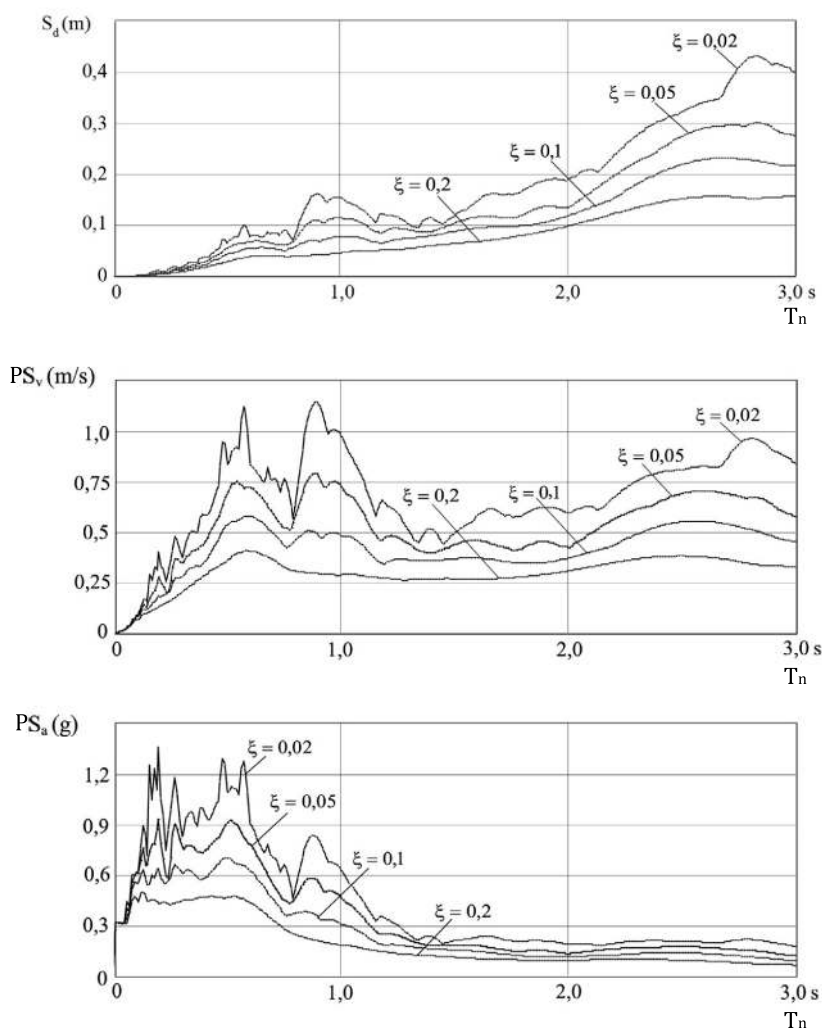 S_d (m)
0,4
0,3
0,2
0,1
0
ξ = 0,02
ξ = 0,05
ξ = 0,1
ξ = 0,2
0
1,0
2,0
3,0 s
Tn
PS_v (m/s)
1,0
0,75
0,5
0,25
0
ξ = 0,02
ξ = 0,05
ξ = 0,2
ξ = 0,1
0
1,0
2,0
3,0 s
Tn
PS_a (g)
1,2
0,9
0,6
0,3
0
ξ = 0,02
ξ = 0,05
ξ = 0,1
ξ = 0,2
0
1,0
2,0
3,0 s
Tn